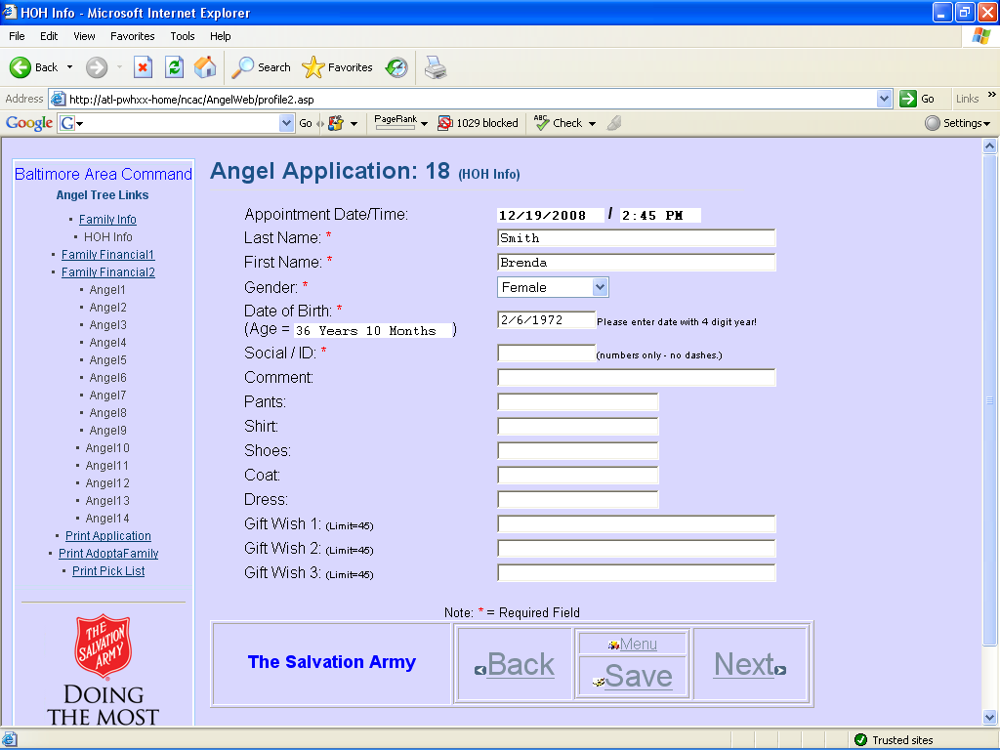 HOH Info - Microsoft Internet Explorer
File Edit View Favorites Tools Help
Back Search Favorites
Address http://atl-pwhxx-home/ncac/AngelWeb/profile2.asp Go Links »
Google G Go PageRank 1029 blocked ABC Check Settings
Baltimore Area Command
Angel Tree Links
Family Info
HOH Info
Family Financial1
Family Financial2
Angel1
Angel2
Angel3
Angel4
Angel5
Angel6
Angel7
Angel8
Angel9
Angel10
Angel11
Angel12
Angel13
Angel14
Print Application
Print AdoptaFamily
Print Pick List
THE SALVATION ARMY
DOING
THE MOST
Angel Application: 18 (HOH Info)
Appointment Date/Time: 12/19/2008 / 2:45 PM
Last Name: * Smith
First Name: * Brenda
Gender: * Female
Date of Birth: *
(Age = 36 Years 10 Months ) 2/6/1972 Please enter date with 4 digit year!
Social / ID: * (numbers only - no dashes.)
Comment:
Pants:
Shirt:
Shoes:
Coat:
Dress:
Gift Wish 1: (Limit=45)
Gift Wish 2: (Limit=45)
Gift Wish 3: (Limit=45)
Note: * = Required Field
The Salvation Army Back Menu Save Next
Trusted sites